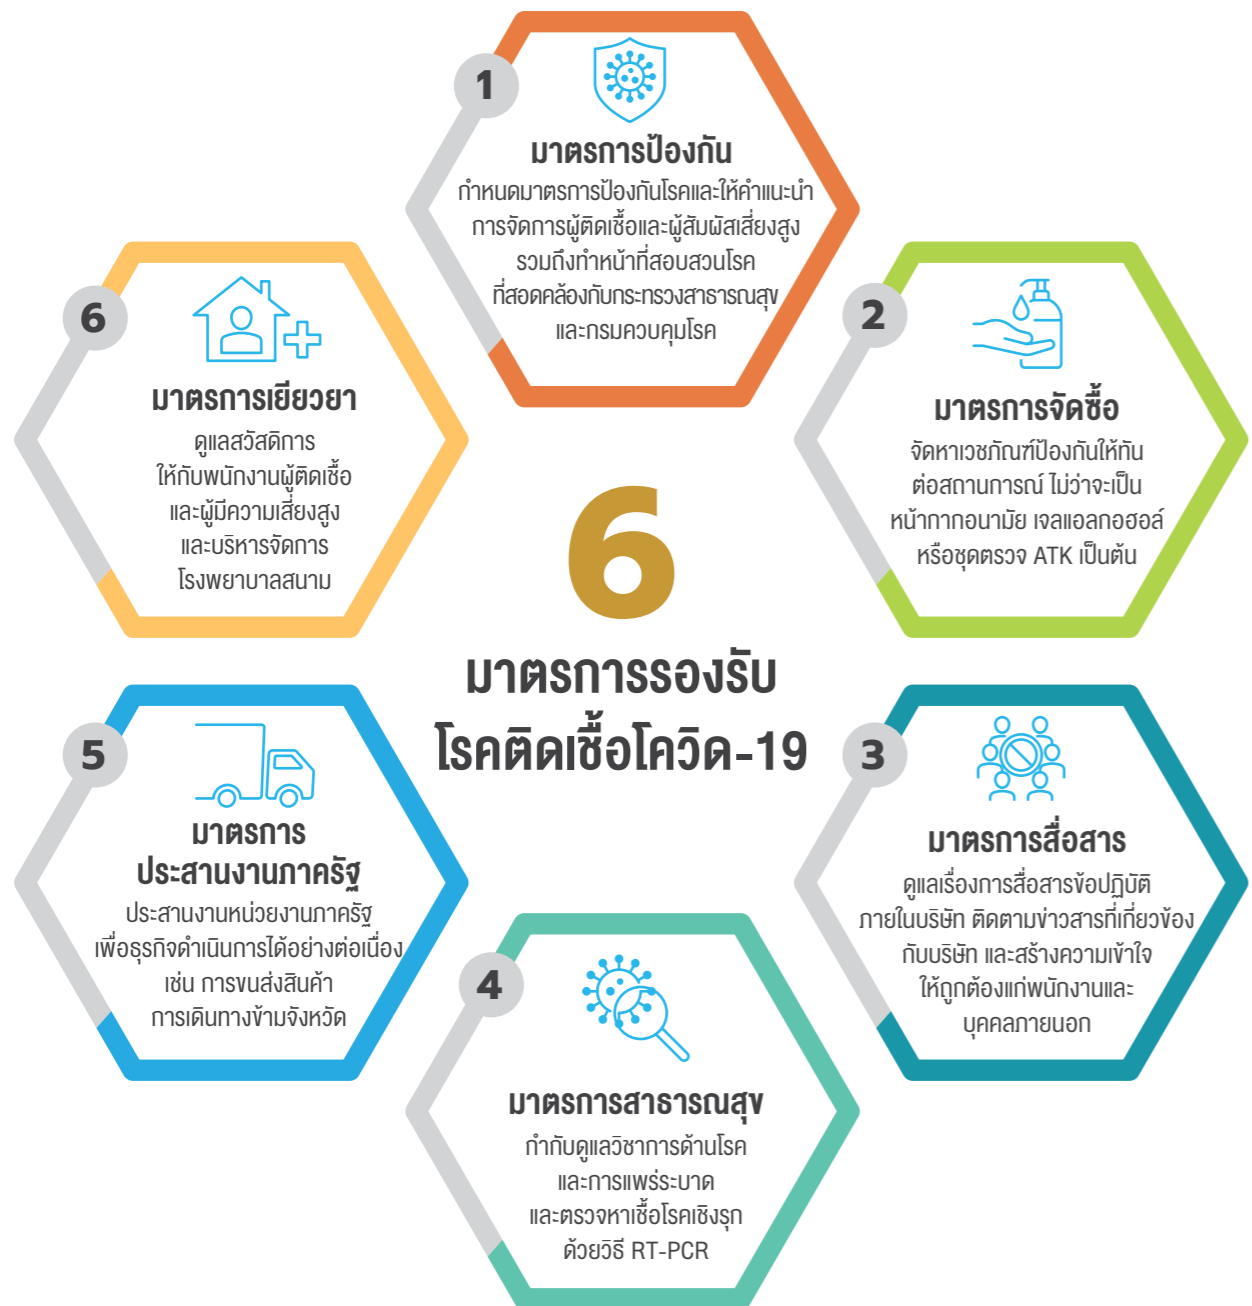 1
มาตรการป้องกัน
กำหนดมาตรการป้องกันโรคและให้คำแนะนำ
การจัดการผู้ติดเชื้อและผู้สัมผัสเสี่ยงสูง
รวมถึงทำหน้าที่สอบสวนโรค
ที่สอดคล้องกับกระทรวงสาธารณสุข
และกรมควบคุมโรค
2
มาตรการจัดซื้อ
จัดหาเวชภัณฑ์ป้องกันให้ทัน
ต่อสถานการณ์ ไม่ว่าจะเป็น
หน้ากากอนามัย เจลแอลกอฮอล์
หรือชุดตรวจ ATK เป็นต้น
6
มาตรการรองรับ
โรคติดเชื้อโควิด-19
3
มาตรการสื่อสาร
ดูแลเรื่องการสื่อสารข้อปฏิบัติ
ภายในบริษัท ติดตามข่าวสารที่เกี่ยวข้อง
กับบริษัท และสร้างความเข้าใจ
ให้ถูกต้องแก่พนักงานและ
บุคคลภายนอก
4
มาตรการสาธารณสุข
กำกับดูแลวิชาการด้านโรค
และการแพร่ระบาด
และตรวจหาเชื้อโรคเชิงรุก
ด้วยวิธี RT-PCR
5
มาตรการ
ประสานงานภาครัฐ
ประสานงานหน่วยงานภาครัฐ
เพื่อธุรกิจดำเนินการได้อย่างต่อเนื่อง
เช่น การขนส่งสินค้า
การเดินทางข้ามจังหวัด
6
มาตรการเยียวยา
ดูแลสวัสดิการ
ให้กับพนักงานผู้ติดเชื้อ
และผู้มีความเสี่ยงสูง
และบริหารจัดการ
โรงพยาบาลสนาม